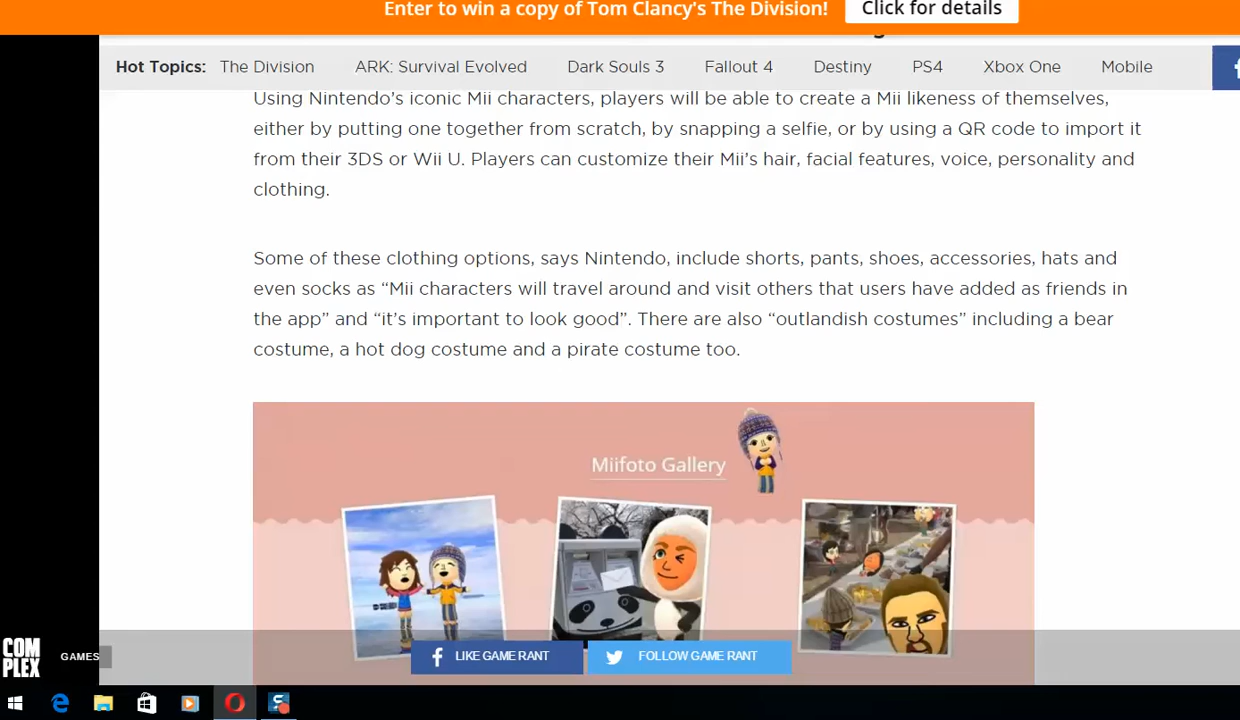 Enter to win a copy of Tom Clancy's The Division! Click for details
Hot Topics: The Division ARK: Survival Evolved Dark Souls 3 Fallout 4 Destiny PS4 Xbox One Mobile
Using Nintendo’s iconic Mii characters, players will be able to create a Mii likeness of themselves,
either by putting one together from scratch, by snapping a selfie, or by using a QR code to import it
from their 3DS or Wii U. Players can customize their Mii’s hair, facial features, voice, personality and
clothing.
Some of these clothing options, says Nintendo, include shorts, pants, shoes, accessories, hats and
even socks as “Mii characters will travel around and visit others that users have added as friends in
the app” and “it’s important to look good”. There are also “outlandish costumes” including a bear
costume, a hot dog costume and a pirate costume too.
Miifoto Gallery
COM
PLEX
GAMES
LIKE GAME RANT
FOLLOW GAME RANT